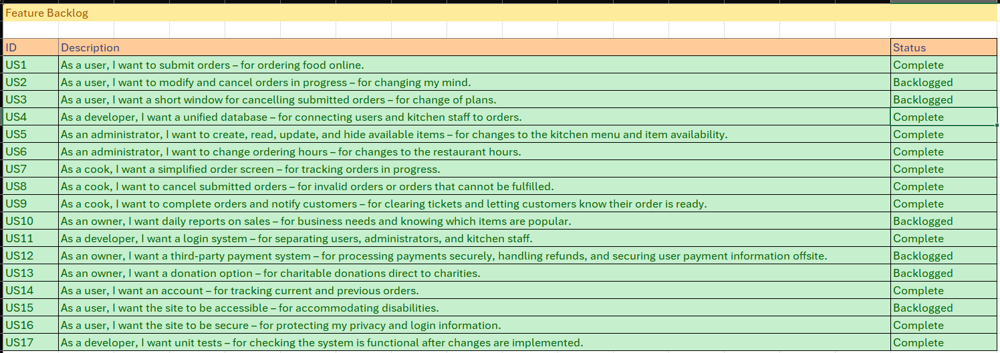 Feature Backlog
ID Description Status
US1 As a user, I want to submit orders – for ordering food online. Complete
US2 As a user, I want to modify and cancel orders in progress – for changing my mind. Backlogged
US3 As a user, I want a short window for cancelling submitted orders – for change of plans. Backlogged
US4 As a developer, I want a unified database – for connecting users and kitchen staff to orders. Complete
US5 As an administrator, I want to create, read, update, and hide available items – for changes to the kitchen menu and item availability. Complete
US6 As an administrator, I want to change ordering hours – for changes to the restaurant hours. Complete
US7 As a cook, I want a simplified order screen – for tracking orders in progress. Complete
US8 As a cook, I want to cancel submitted orders – for invalid orders or orders that cannot be fulfilled. Complete
US9 As a cook, I want to complete orders and notify customers – for clearing tickets and letting customers know their order is ready. Complete
US10 As an owner, I want daily reports on sales – for business needs and knowing which items are popular. Backlogged
US11 As a developer, I want a login system – for separating users, administrators, and kitchen staff. Complete
US12 As an owner, I want a third-party payment system – for processing payments securely, handling refunds, and securing user payment information offsite. Backlogged
US13 As an owner, I want a donation option – for charitable donations direct to charities. Backlogged
US14 As a user, I want an account – for tracking current and previous orders. Complete
US15 As a user, I want the site to be accessible – for accommodating disabilities. Backlogged
US16 As a user, I want the site to be secure – for protecting my privacy and login information. Complete
US17 As a developer, I want unit tests – for checking the system is functional after changes are implemented. Complete